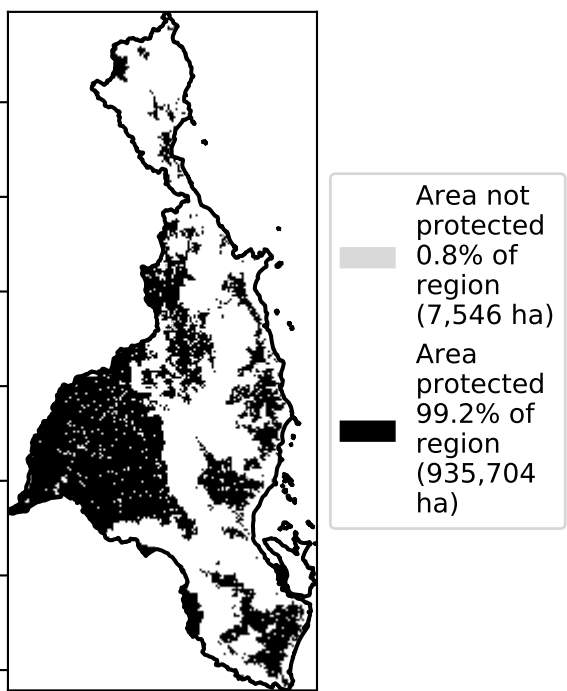 Area not
protected
0.8% of
region
(7,546 ha)
Area
protected
99.2% of
region
(935,704
ha)